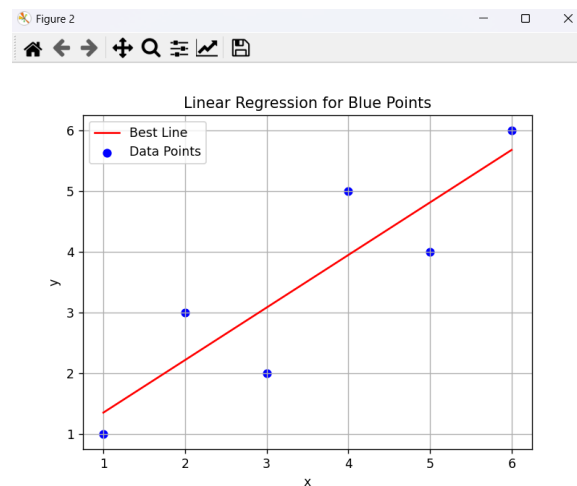 Figure 2
Linear Regression for Blue Points
Best Line
Data Points
6
5
4
3
2
1
y
1 2 3 4 5 6
x